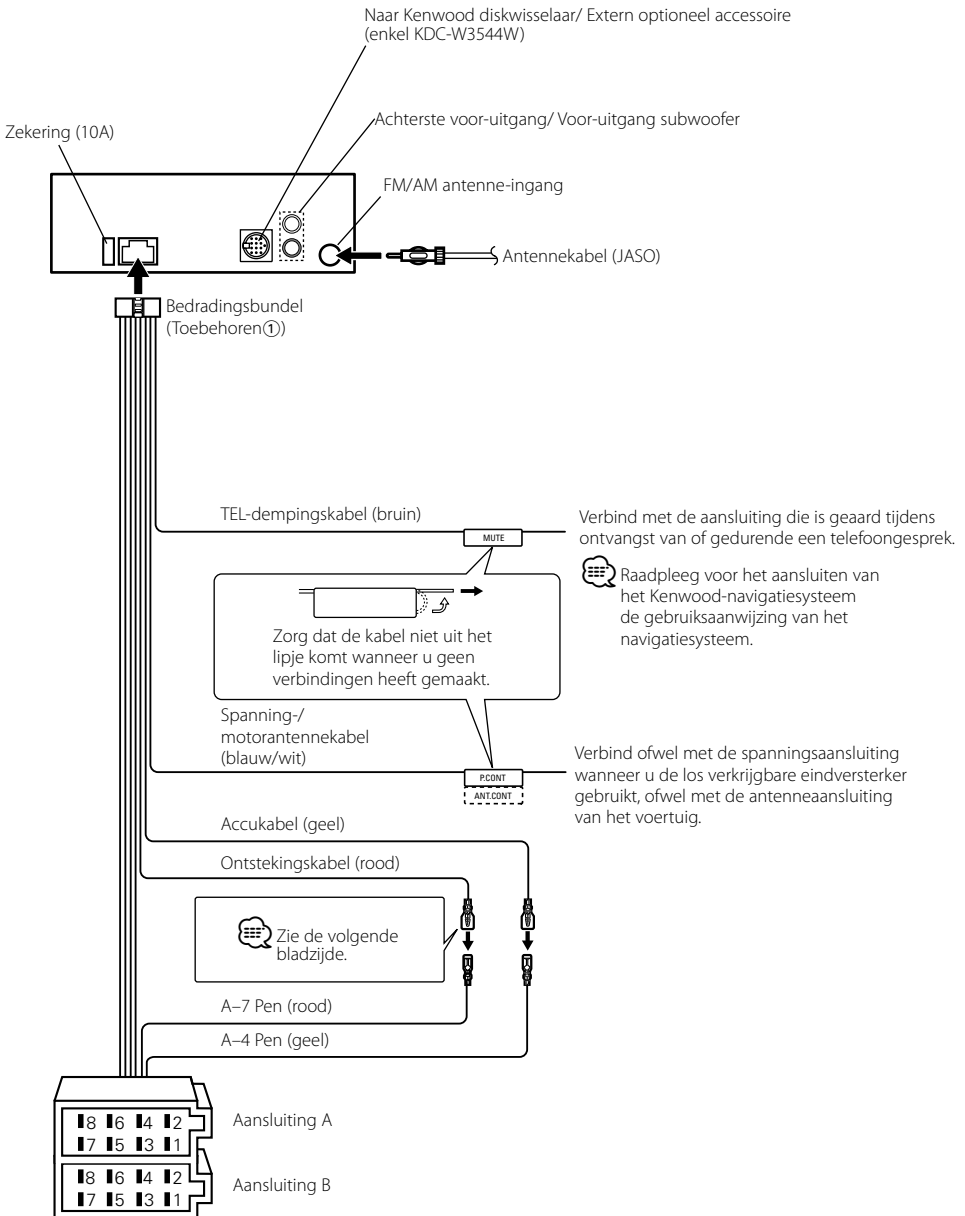 Naar Kenwood diskwisselaar/ Extern optioneel accessoire
(enkel KDC-W3544W)
Achterste voor-uitgang/ Voor-uitgang subwoofer
Zekering (10A)
FM/AM antenne-ingang
Antennekabel (JASO)
Bedradingsbundel
(Toebehoren①)
TEL-dempingskabel (bruin)
MUTE
Verbind met de aansluiting die is geaard tijdens
ontvangst van of gedurende een telefoongesprek.
Raadpleeg voor het aansluiten van
het Kenwood-navigatiesysteem
de gebruiksaanwijzing van het
navigatiesysteem.
Zorg dat de kabel niet uit het
lipje komt wanneer u geen
verbindingen heeft gemaakt.
Spanning-/
motorantennekabel
(blauw/wit)
P.CONT
ANT.CONT
Verbind ofwel met de spanningsaansluiting
wanneer u de los verkrijgbare eindversterker
gebruikt, ofwel met de antenneaansluiting
van het voertuig.
Accukabel (geel)
Ontstekingskabel (rood)
Zie de volgende
bladzijde.
A–7 Pen (rood)
A–4 Pen (geel)
8 6 4 2
7 5 3 1
Aansluiting A
8 6 4 2
7 5 3 1
Aansluiting B